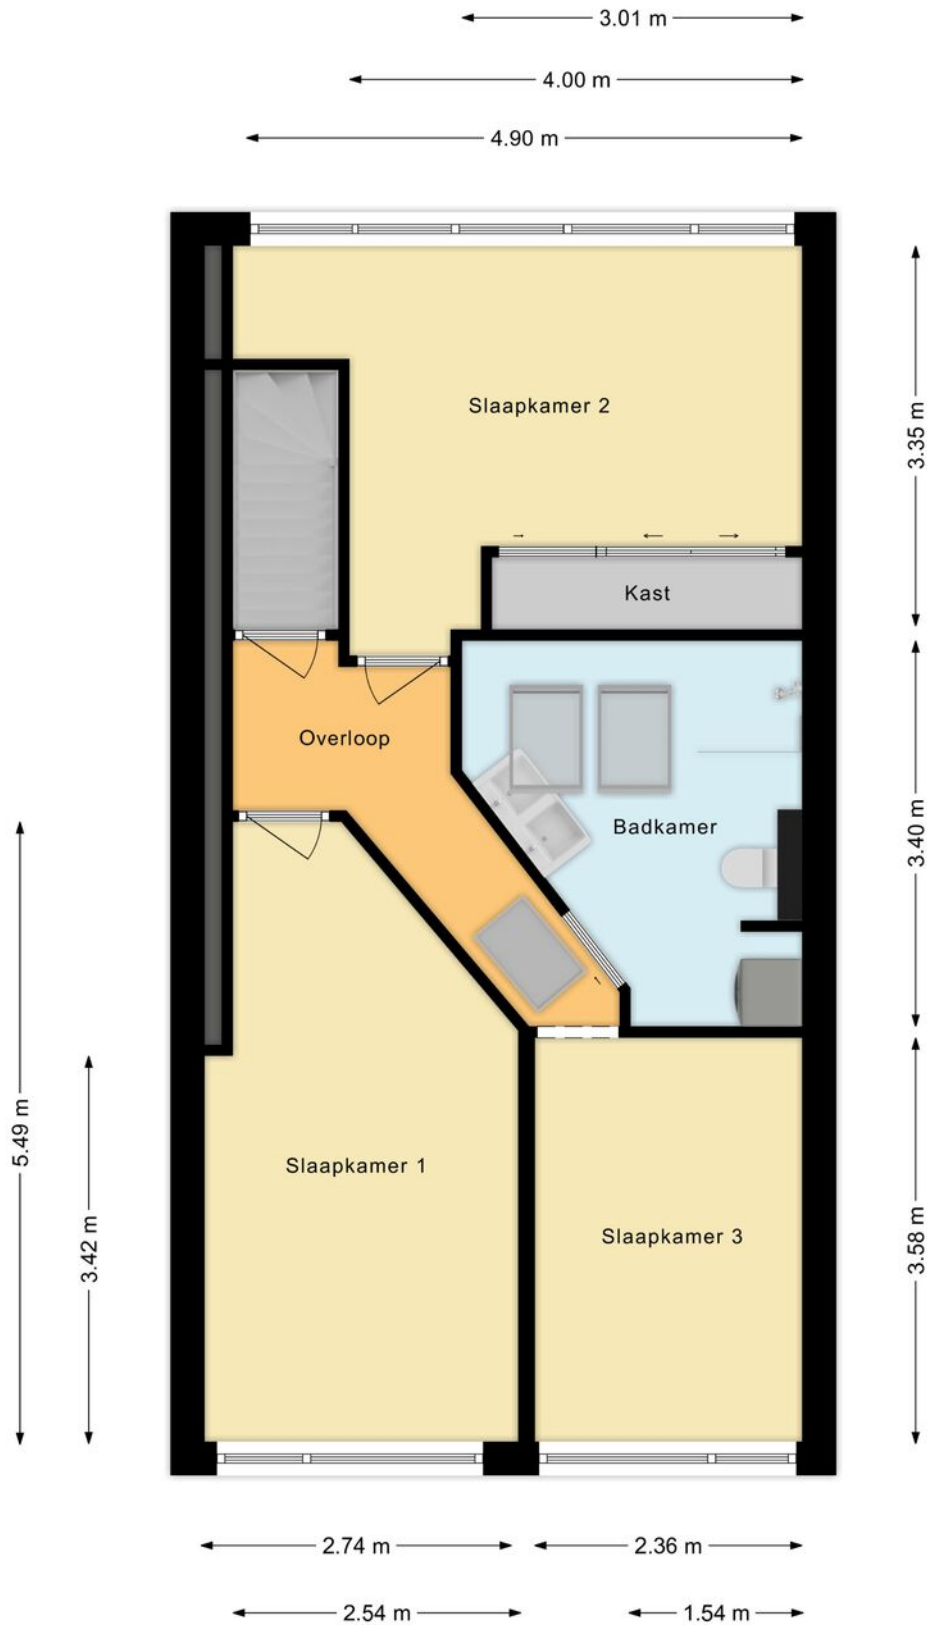 3.01 m
4.00 m
4.90 m
Slaapkamer 2
3.35 m
Kast
Overloop
Badkamer
3.40 m
5.49 m
Slaapkamer 1
3.42 m
Slaapkamer 3
3.58 m
2.74 m
2.36 m
2.54 m
1.54 m